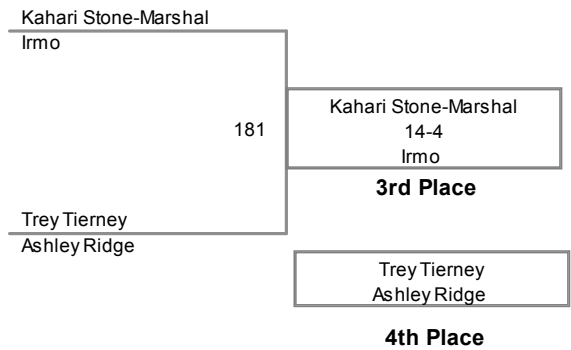 Kahari Stone-Marshal
Irmo
181
Kahari Stone-Marshal
14-4
Irmo
3rd Place
Trey Tierney
Ashley Ridge
Trey Tierney
Ashley Ridge
4th Place